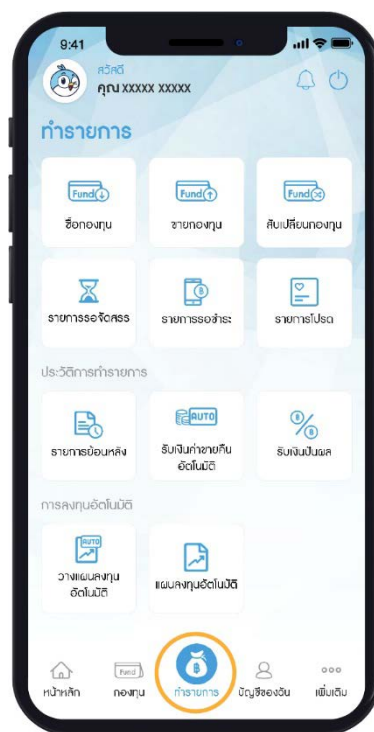 9:41
สวัสดี
คุณ xxxxx xxxxx
ทำรายการ
Fund Fund Fund
ซื้อกองทุน ขายกองทุน สับเปลี่ยนกองทุน
รายการรอจัดสรร รายการรอชำระ รายการโปรด
ประวัติการทำรายการ
AUTO
รายการย้อนหลัง รับเงินค่าขายคืน รับเงินปันผล
อัตโนมัติ
การลงทุนอัตโนมัติ
AUTO
วางแผนลงทุน แผนลงทุนอัตโนมัติ
อัตโนมัติ
Fund
หน้าหลัก กองทุน ทำรายการ บัญชีของฉัน เพิ่มเติม